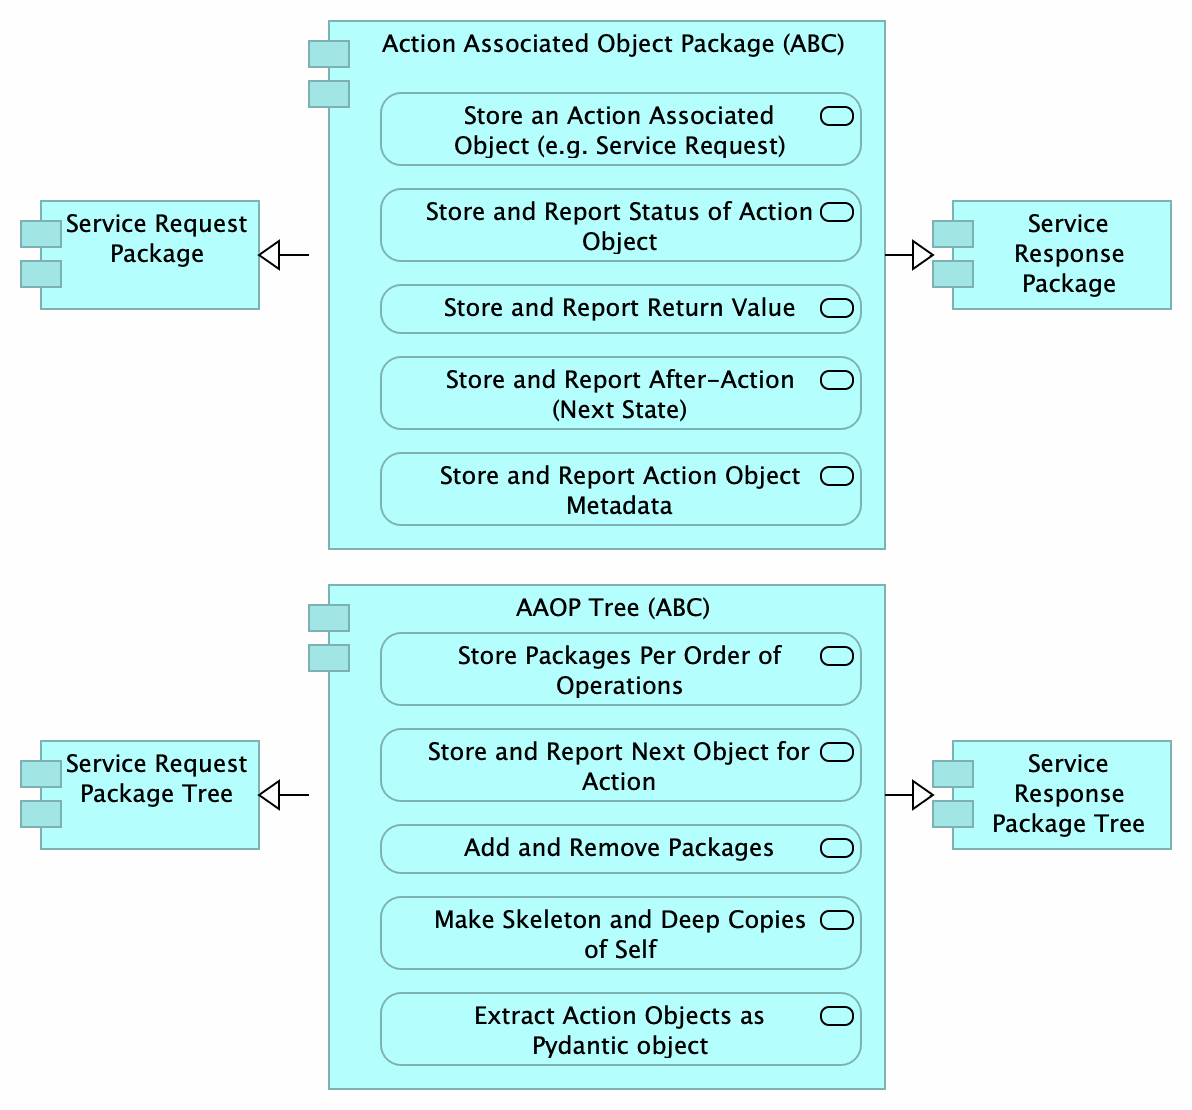 Action Associated Object Package (ABC)
Store an Action Associated
Object (e.g. Service Request)
Store and Report Status of Action
Object
Store and Report Return Value
Store and Report After-Action
(Next State)
Store and Report Action Object
Metadata
Service Request
Package
Service
Response
Package
AAOP Tree (ABC)
Store Packages Per Order of
Operations
Store and Report Next Object for
Action
Add and Remove Packages
Make Skeleton and Deep Copies
of Self
Extract Action Objects as
Pydantic object
Service Request
Package Tree
Service
Response
Package Tree